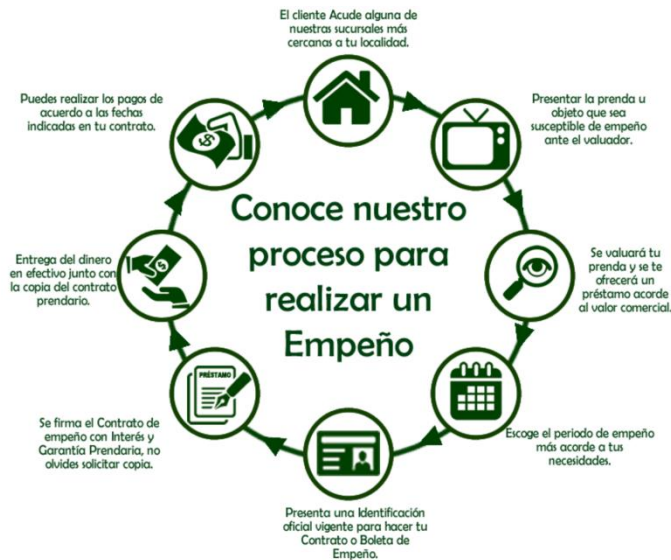 El cliente Acude alguna de
nuestras sucursales más
cercanas a tu localidad.
Presentar la prenda u
objeto que sea
susceptible de empeño
ante el valuador.
Se valuará tu
prenda y se te
ofrecerá un
préstamo acorde
al valor comercial.
Escoge el periodo de empeño
más acorde a tus
necesidades.
Presenta una Identificación
oficial vigente para hacer tu
Contrato o Boleta de
Empeño.
PRÉSTAMO
Se firma el Contrato de
empeño con Interés y
Garantía Prendaria, no
olvides solicitar copia.
Entrega del dinero
en efectivo junto con
la copia del contrato
prendario.
Puedes realizar los pagos de
acuerdo a las fechas
indicadas en tu contrato.
$
$
Conoce nuestro
proceso para
realizar un
Empeño